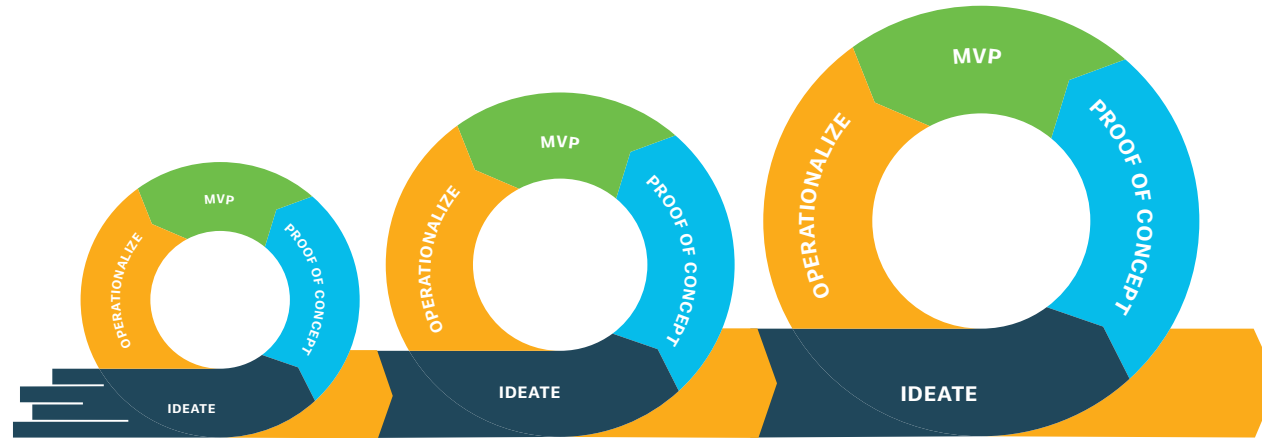 MVP
OPERATIONALIZE
PROOF OF CONCEPT
IDEATE
MVP
OPERATIONALIZE
PROOF OF CONCEPT
IDEATE
MVP
OPERATIONALIZE
PROOF OF CONCEPT
IDEATE